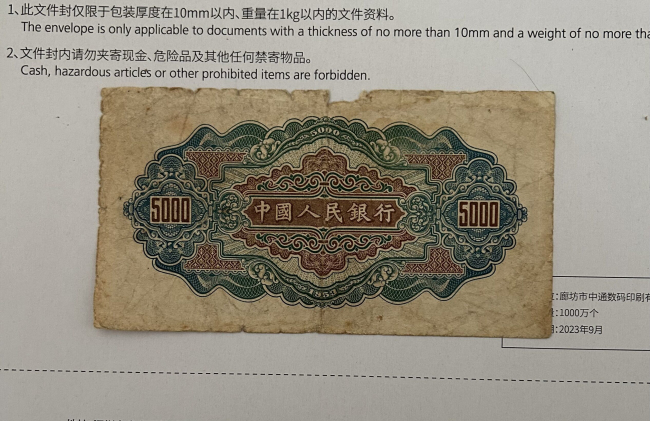 1、此文件封仅限于包装厚度在10mm以内、重量在1kg以内的文件资料。
The envelope is only applicable to documents with a thickness of no more than 10mm and a weight of no more tha
2、文件封内请勿夹寄现金、危险品及其他任何禁寄物品。
Cash, hazardous articles or other prohibited items are forbidden.
5000
5000 中國人民銀行 5000
1953
:廊坊市中通数码印刷有
:1000万个
:2023年9月